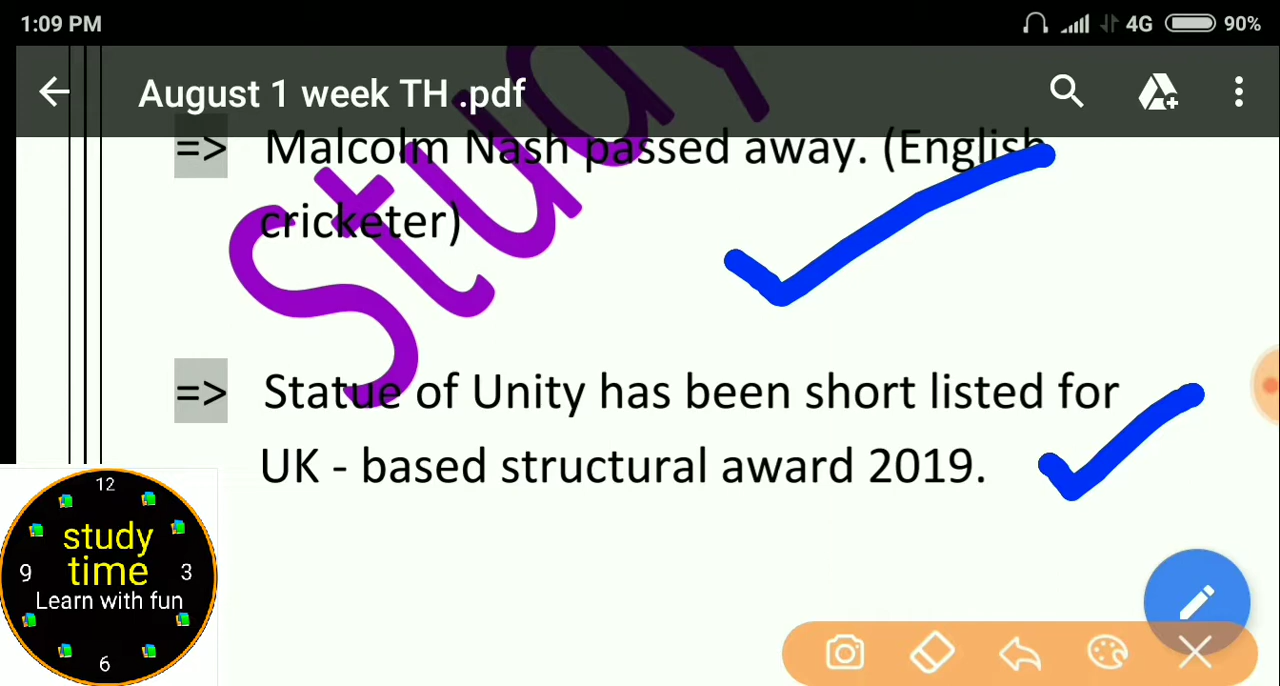 1:09 PM 4G 90%
August 1 week TH .pdf
=> Malcolm Nash passed away. (English
cricketer)
Study
=> Statue of Unity has been short listed for
UK - based structural award 2019.
12
study
9 time 3
Learn with fun
6